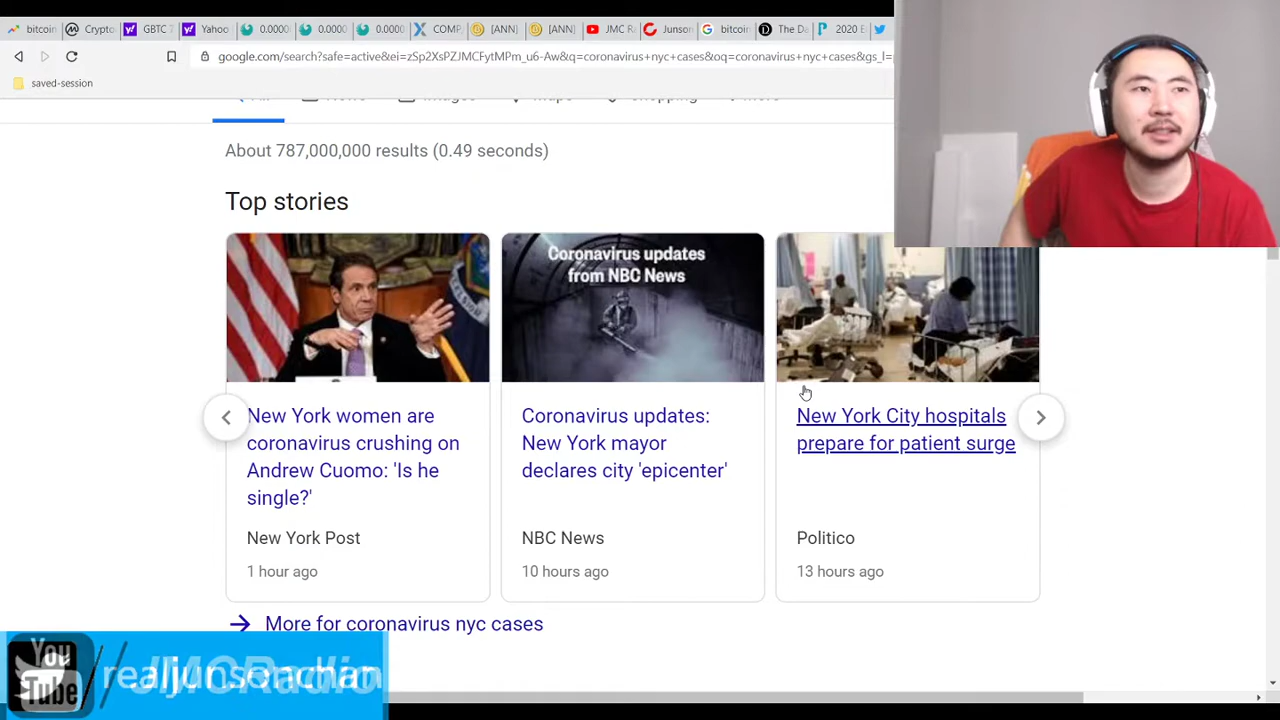 bitcoin
Crypto
GBTC
Yahoo
0.0000
0.0000
0.0000
COMP
[ANN]
[ANN]
JMC R
Junson
bitcoin
The Da
2020 E
google.com/search?safe=active&ei=zSp2XsPZJMCFytMPm_u6-Aw&q=coronavirus+nyc+cases&oq=coronavirus+nyc+cases&gs_l=
saved-session
About 787,000,000 results (0.49 seconds)
Top stories
Coronavirus updates
from NBC News
New York women are
coronavirus crushing on
Andrew Cuomo: 'Is he
single?'
New York Post
1 hour ago
Coronavirus updates:
New York mayor
declares city 'epicenter'
NBC News
10 hours ago
New York City hospitals
prepare for patient surge
Politico
13 hours ago
More for coronavirus nyc cases
You
Tube
JMCRadio